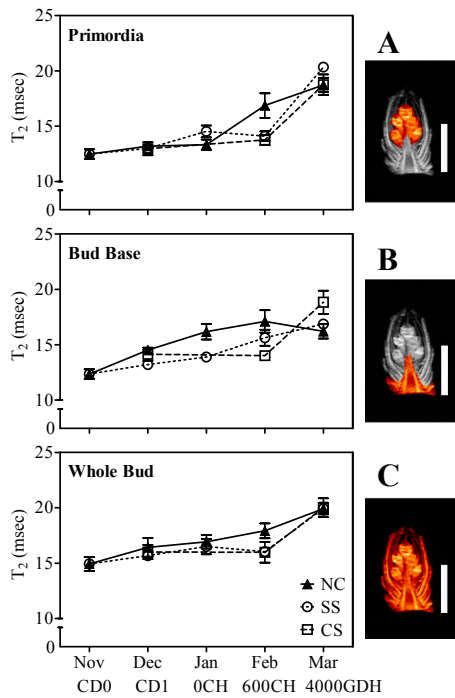 Primordia
A
T2 (msec)
25
20
15
10
0
Bud Base
B
T2 (msec)
25
20
15
10
0
Whole Bud
C
T2 (msec)
25
20
15
10
0
NC
SS
CS
Nov Dec Jan Feb Mar
CD0 CD1 0CH 600CH 4000GDH